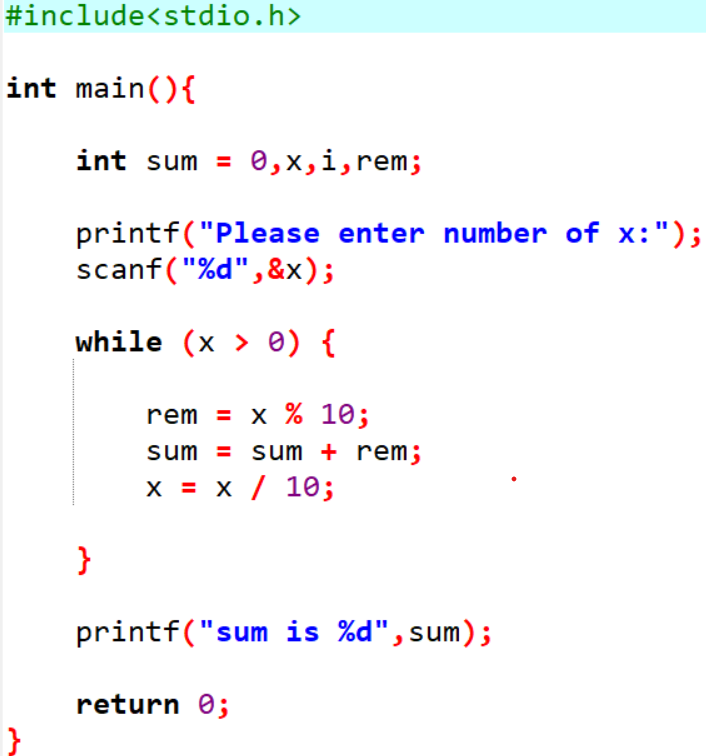 #include<stdio.h>
int main(){
int sum = 0,x,i,rem;
printf("Please enter number of x:");
scanf("%d",&x);
while (x > 0) {
rem = x % 10;
sum = sum + rem;
x = x / 10;
}
printf("sum is %d",sum);
return 0;
}